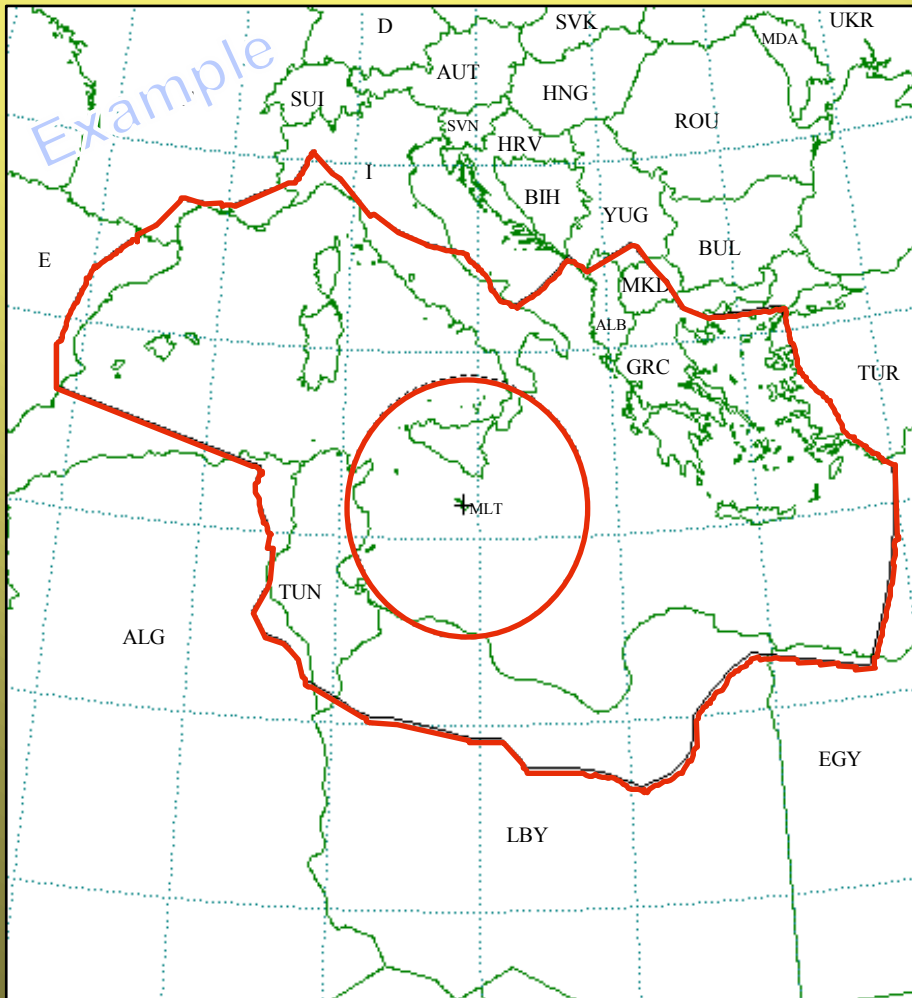 D
SVK
UKR
MDA
Example
AUT
SUI
HNG
ROU
SVN
HRV
I
BIH
YUG
BUL
E
MKD
ALB
GRC
TUR
MLT
TUN
ALG
EGY
LBY